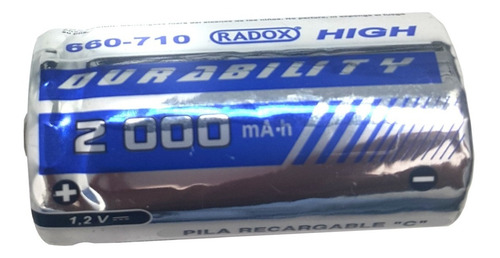 660-710 RADOX HIGH
DURABILITY
2 000 mA·h
+ −
1,2 V ⎓
PILA RECARGABLE "C"